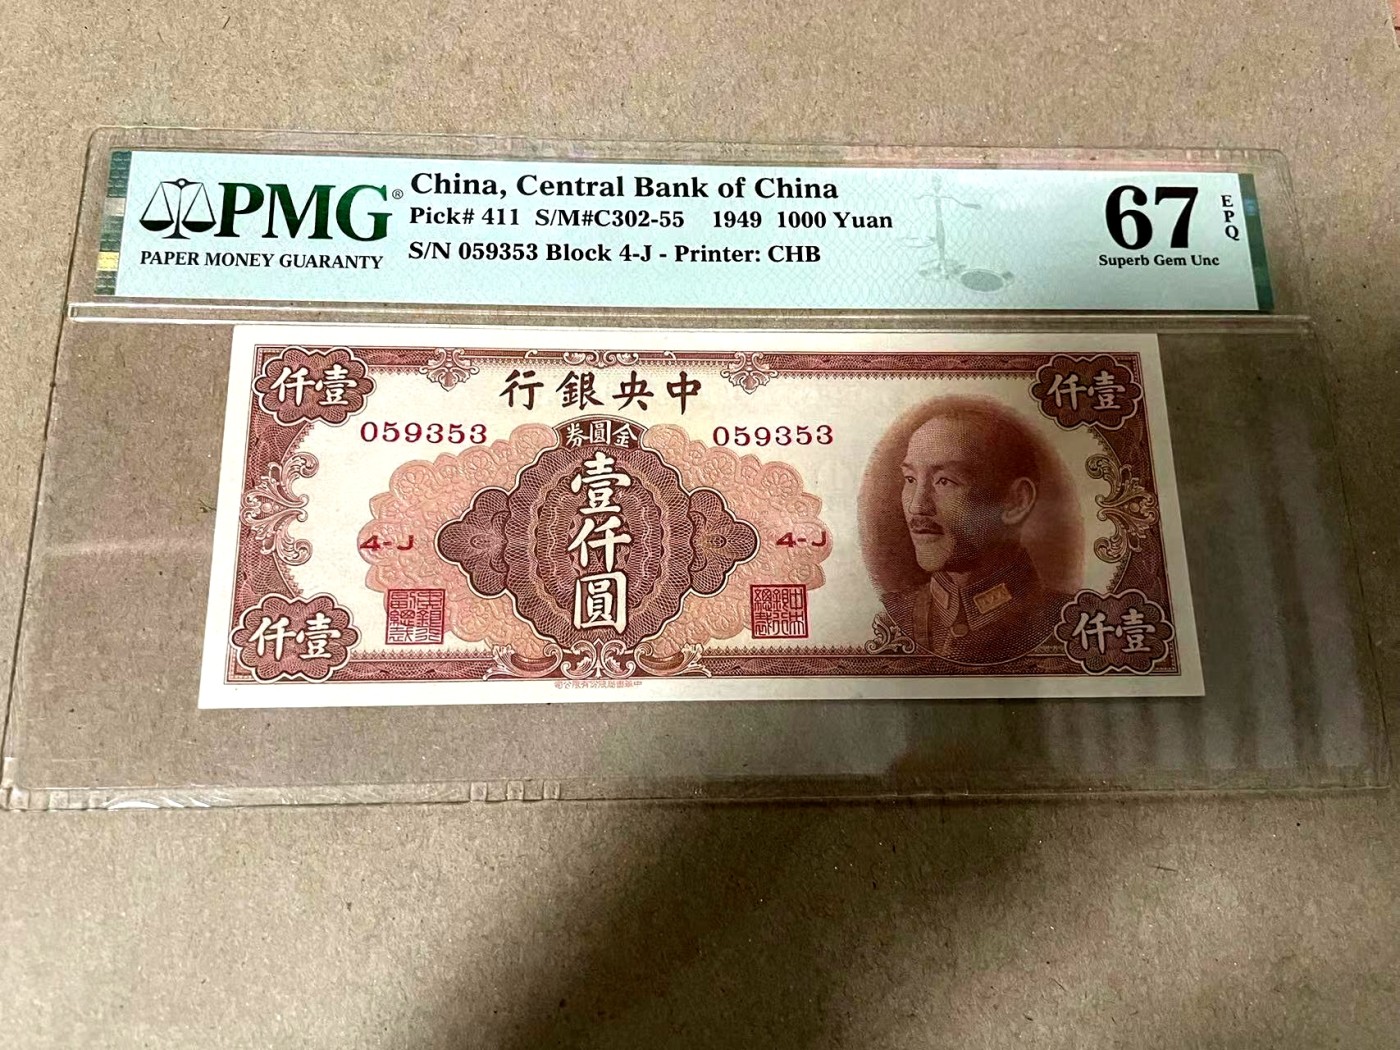 PMG®
PAPER MONEY GUARANTY
China, Central Bank of China
Pick# 411 S/M#C302-55 1949 1000 Yuan
S/N 059353 Block 4-J - Printer: CHB
67
EPQ
Superb Gem Unc
仟壹
行銀央中
仟壹
059353
券圓金
059353
壹仟圓
4-J
4-J
仟壹
仟壹